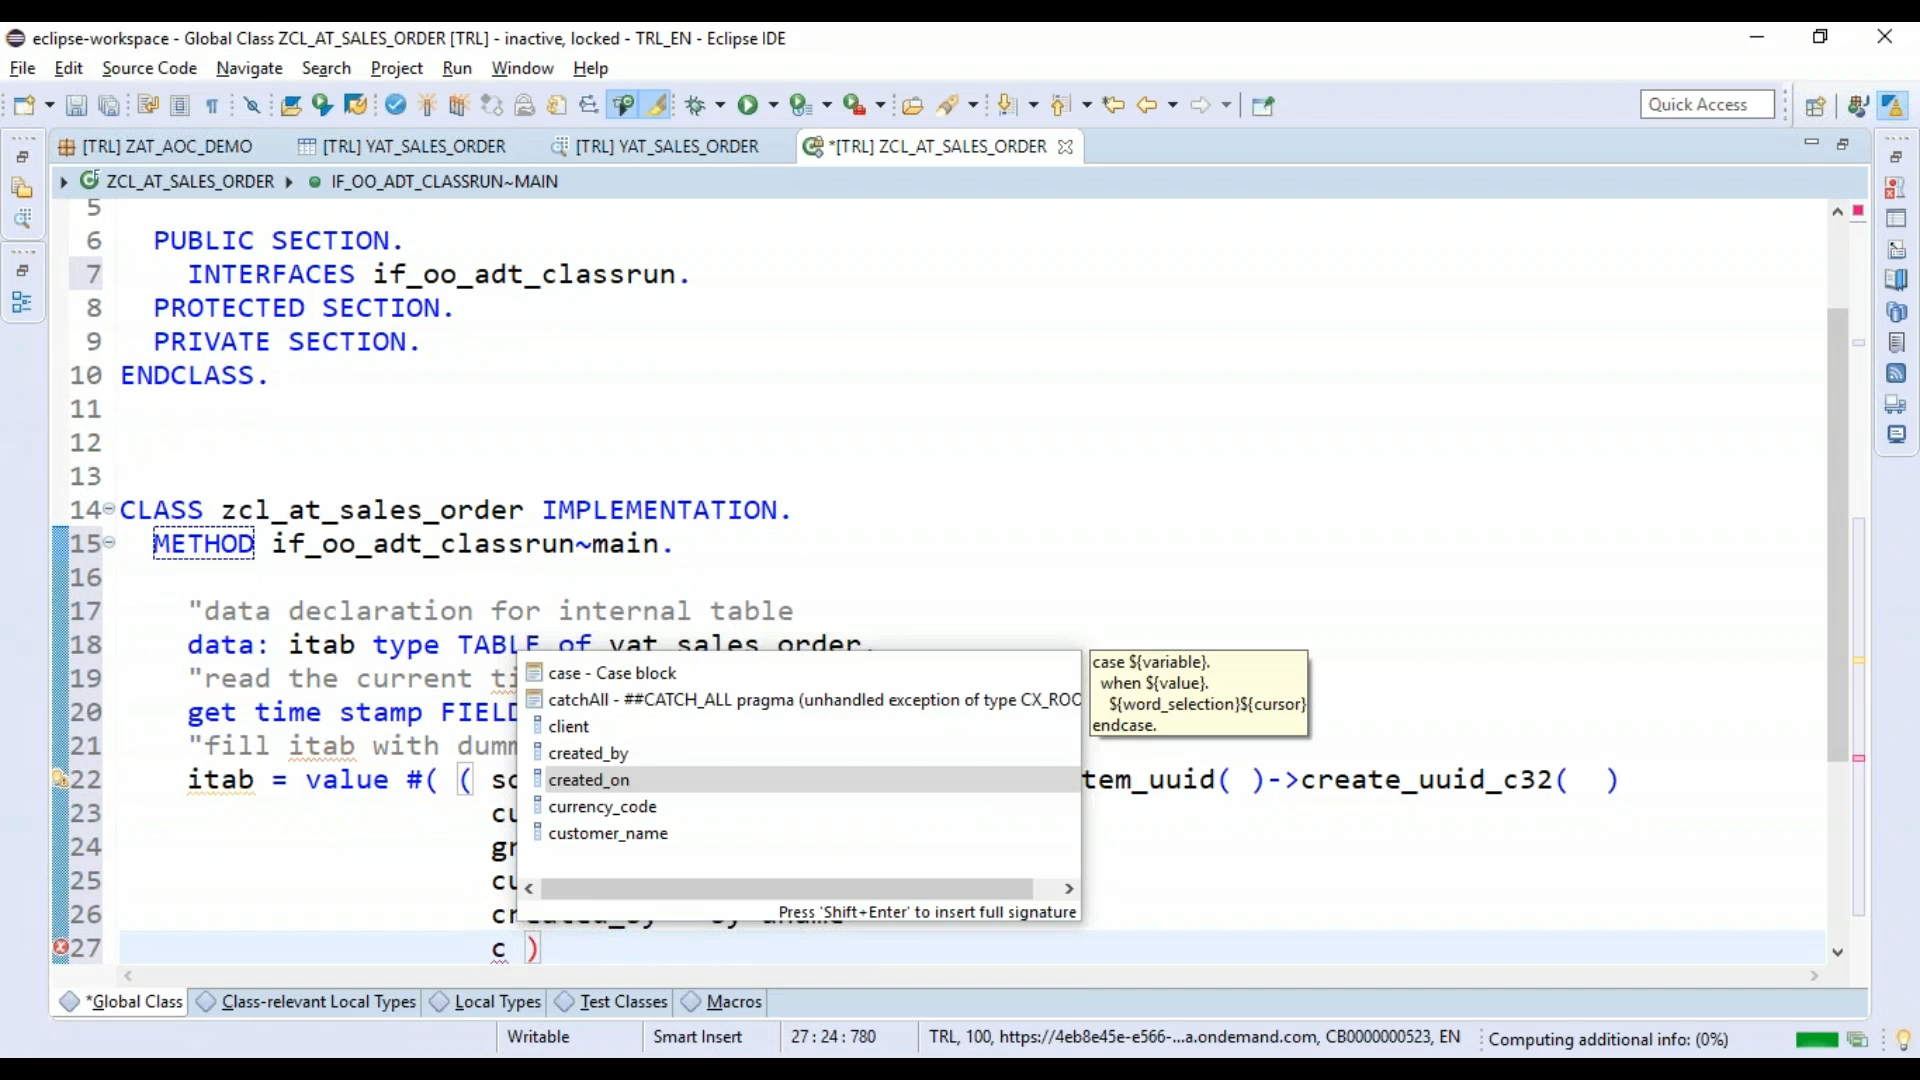 eclipse-workspace - Global Class ZCL_AT_SALES_ORDER [TRL] - inactive, locked - TRL_EN - Eclipse IDE
File Edit Source Code Navigate Search Project Run Window Help
Quick Access
[TRL] ZAT_AOC_DEMO [TRL] YAT_SALES_ORDER [TRL] YAT_SALES_ORDER *[TRL] ZCL_AT_SALES_ORDER
ZCL_AT_SALES_ORDER IF_OO_ADT_CLASSRUN~MAIN
5
6 PUBLIC SECTION.
7 INTERFACES if_oo_adt_classrun.
8 PROTECTED SECTION.
9 PRIVATE SECTION.
10 ENDCLASS.
11
12
13
14 CLASS zcl_at_sales_order IMPLEMENTATION.
15 METHOD if_oo_adt_classrun~main.
16
17 "data declaration for internal table
18 data: itab type TABLE of yat_sales_order.
19 "read the current ti
20 get time stamp FIELD
21 "fill itab with dumm
22 itab = value #( ( so tem_uuid( )->create_uuid_c32( )
23 cu
24 gr
25 cu
26 created_by
27 c )
case - Case block
catchAll - ##CATCH_ALL pragma (unhandled exception of type CX_ROO
client
created_by
created_on
currency_code
customer_name
Press 'Shift+Enter' to insert full signature
case ${variable}.
when ${value}.
${word_selection}${cursor}
endcase.
*Global Class Class-relevant Local Types Local Types Test Classes Macros
Writable Smart Insert 27 : 24 : 780 TRL, 100, https://4eb8e45e-e566-...a.ondemand.com, CB0000000523, EN Computing additional info: (0%)